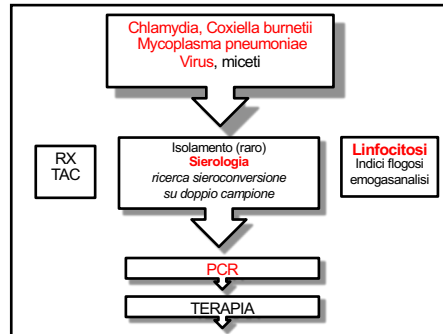 Chlamydia, Coxiella burnetii
Mycoplasma pneumoniae
Virus, miceti
RX
TAC
Isolamento (raro)
Sierologia
ricerca sieroconversione
su doppio campione
Linfocitosi
Indici flogosi
emogasanalisi
PCR
TERAPIA